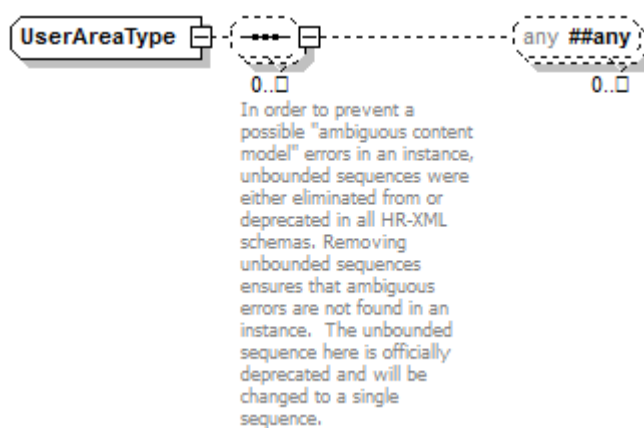 UserAreaType
any ##any
0..□
0..□
In order to prevent a
possible "ambiguous content
model" errors in an instance,
unbounded sequences were
either eliminated from or
deprecated in all HR-XML
schemas. Removing
unbounded sequences
ensures that ambiguous
errors are not found in an
instance.  The unbounded
sequence here is officially
deprecated and will be
changed to a single
sequence.